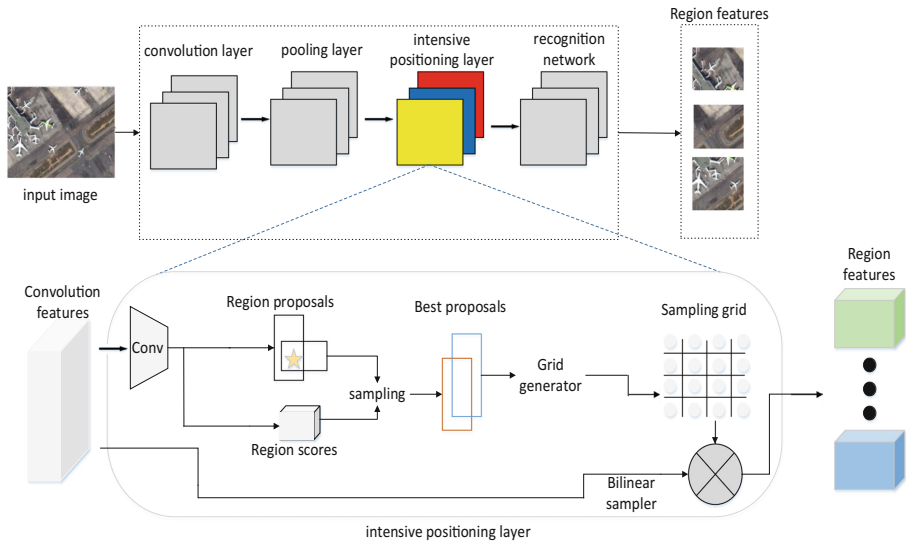 Region features
convolution layer
pooling layer
intensive
positioning layer
recognition
network
input image
Convolution
features
Region proposals
Best proposals
Sampling grid
Region
features
Conv
Grid
generator
sampling
Region scores
Bilinear
sampler
intensive positioning layer